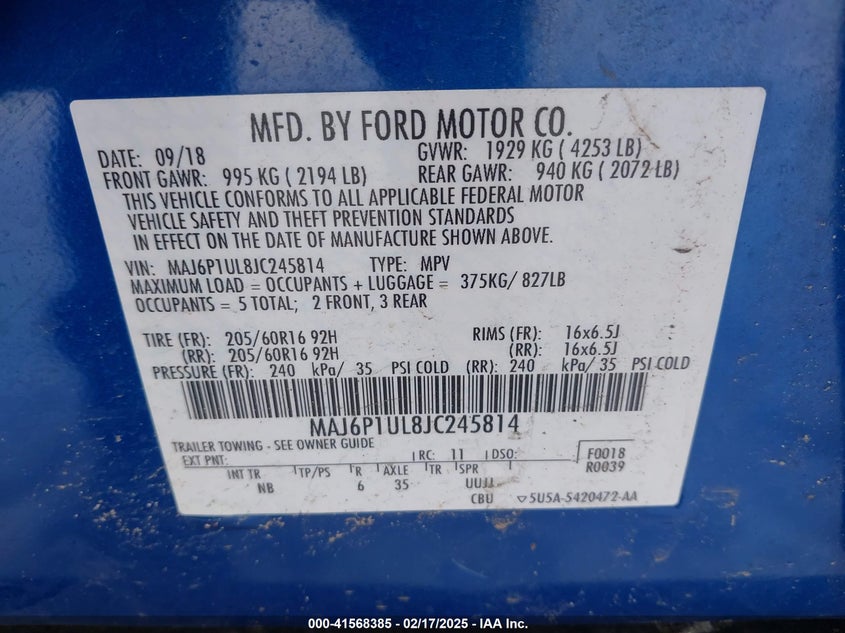 MFD. BY FORD MOTOR CO.
DATE: 09/18 GVWR: 1929 KG ( 4253 LB)
FRONT GAWR: 995 KG ( 2194 LB) REAR GAWR: 940 KG ( 2072 LB)
THIS VEHICLE CONFORMS TO ALL APPLICABLE FEDERAL MOTOR
VEHICLE SAFETY AND THEFT PREVENTION STANDARDS
IN EFFECT ON THE DATE OF MANUFACTURE SHOWN ABOVE.
VIN: MAJ6P1UL8JC245814 TYPE: MPV
MAXIMUM LOAD = OCCUPANTS + LUGGAGE = 375KG/ 827LB
OCCUPANTS = 5 TOTAL; 2 FRONT, 3 REAR
TIRE (FR): 205/60R16 92H RIMS (FR): 16x6.5J
(RR): 205/60R16 92H (RR): 16x6.5J
PRESSURE (FR): 240 kPa/ 35 PSI COLD (RR): 240 kPa/ 35 PSI COLD
MAJ6P1UL8JC245814
TRAILER TOWING - SEE OWNER GUIDE
EXT PNT: RC: 11 DSO: F0018
R0039
INT TR TP/PS R AXLE TR SPR
NB 6 35 UUJJ
CBU 5U5A-5420472-AA
000-41568385 - 02/17/2025 - IAA Inc.